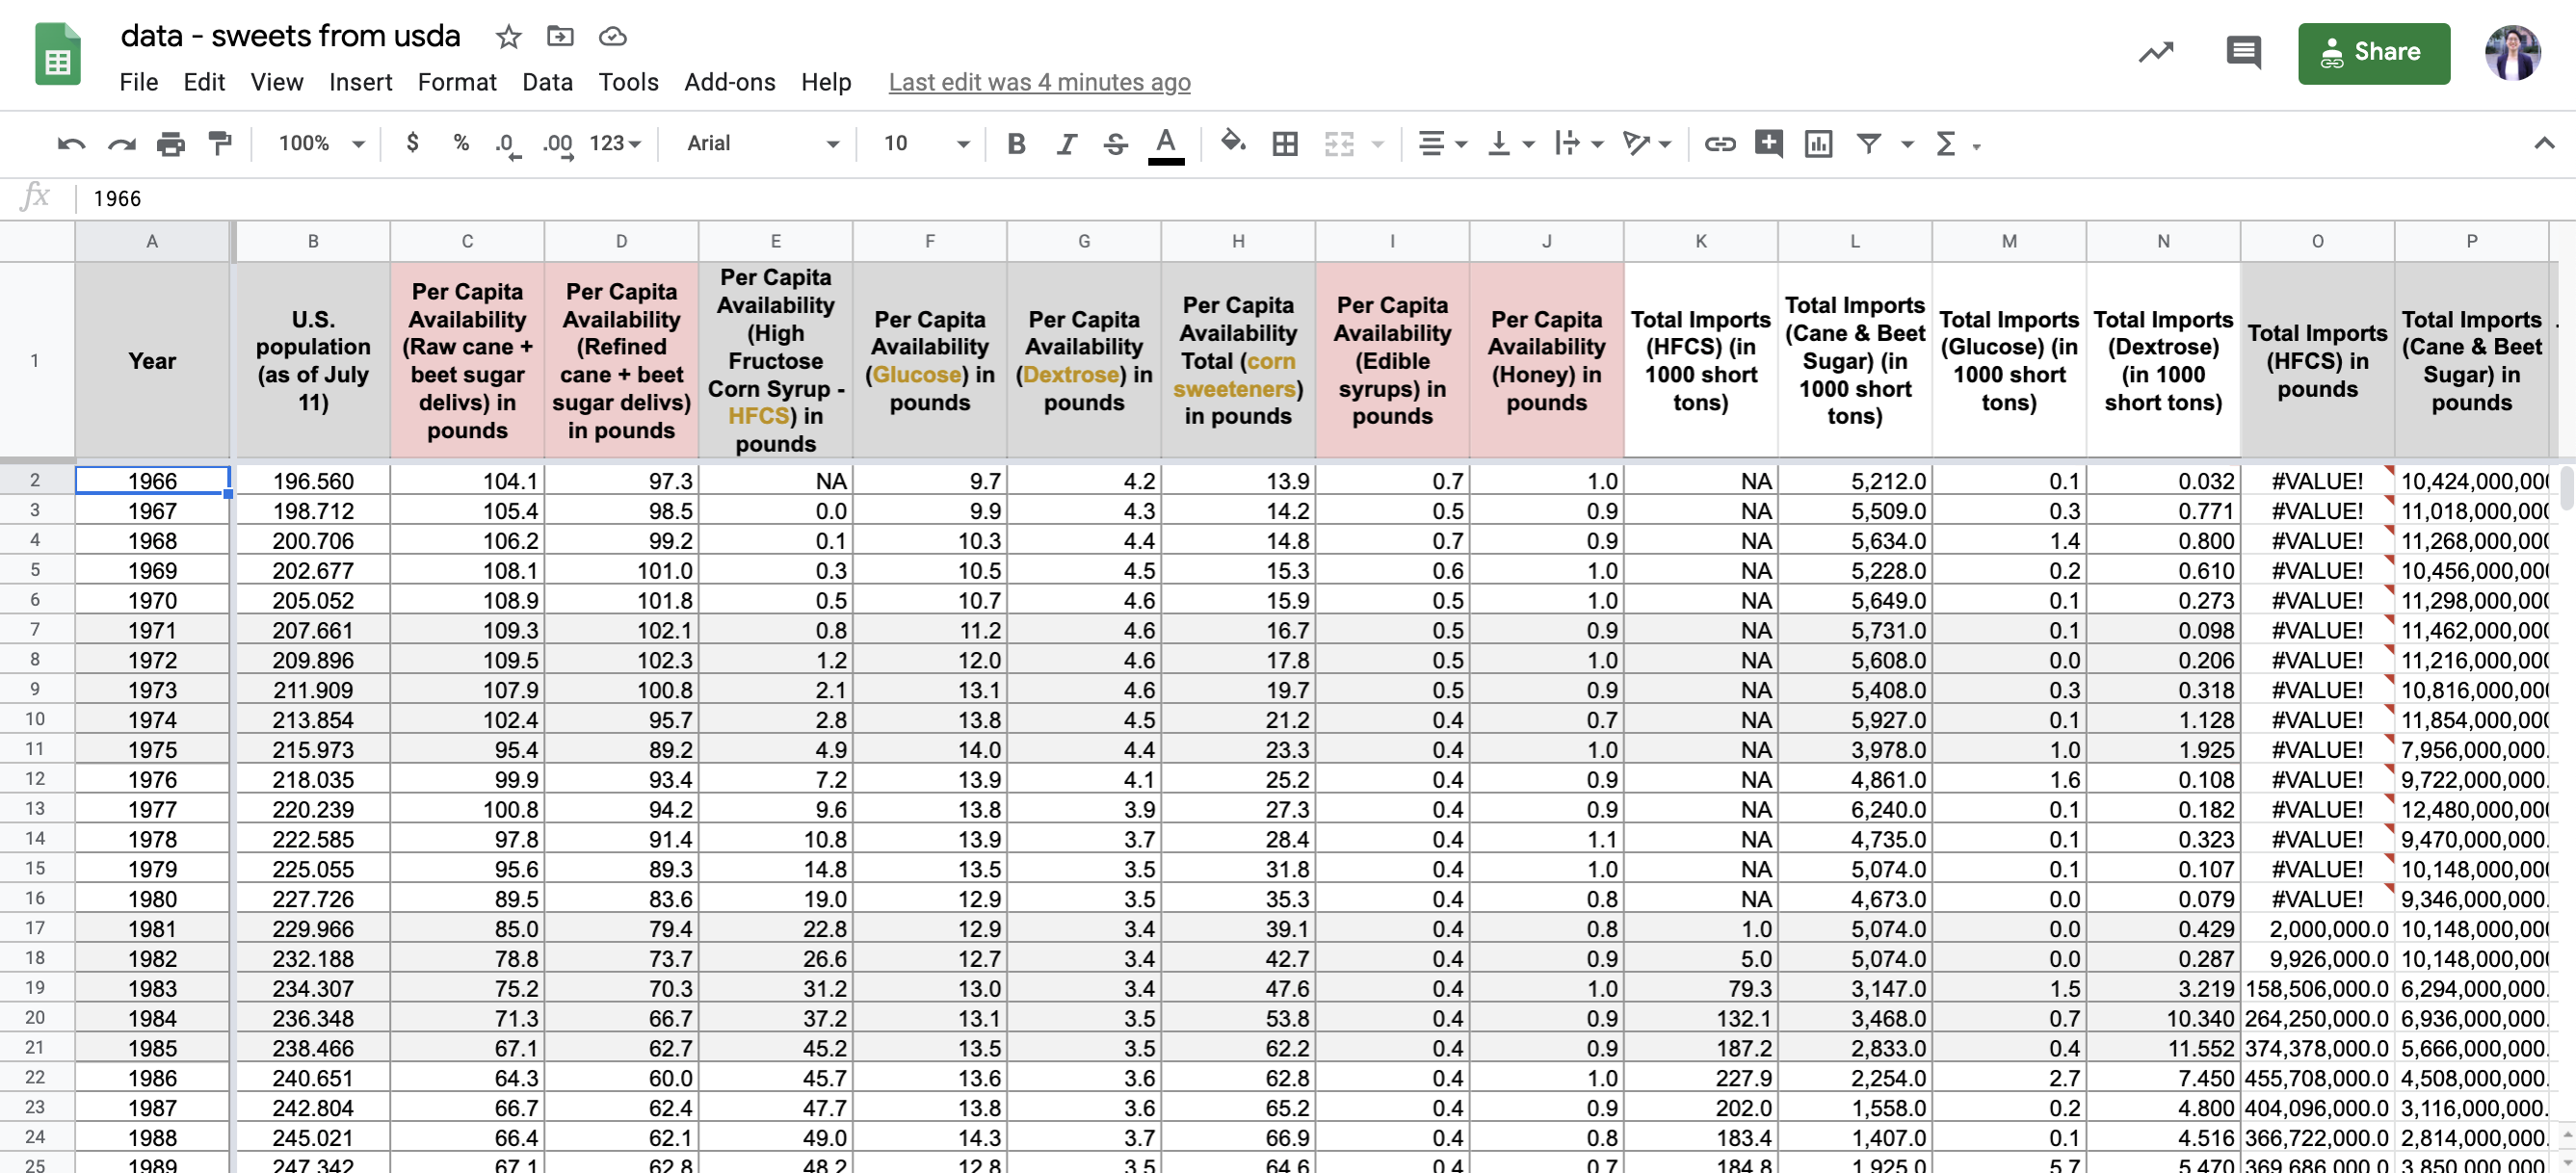 data - sweets from usda
Share
File Edit View Insert Format Data Tools Add-ons Help Last edit was 4 minutes ago
100% $ % .0 .00 123 Arial 10 B I S A Σ
fx 1966
A B C D E F G H I J K L M N O P
1 Year
U.S. population (as of July 11)
Per Capita Availability (Raw cane + beet sugar delivs) in pounds
Per Capita Availability (Refined cane + beet sugar delivs) in pounds
Per Capita Availability (High Fructose Corn Syrup - HFCS) in pounds
Per Capita Availability (Glucose) in pounds
Per Capita Availability (Dextrose) in pounds
Per Capita Availability Total (corn sweeteners) in pounds
Per Capita Availability (Edible syrups) in pounds
Per Capita Availability (Honey) in pounds
Total Imports (HFCS) (in 1000 short tons)
Total Imports (Cane & Beet Sugar) (in 1000 short tons)
Total Imports (Glucose) (in 1000 short tons)
Total Imports (Dextrose) (in 1000 short tons)
Total Imports (HFCS) in pounds
Total Imports (Cane & Beet Sugar) in pounds
2 1966 196.560 104.1 97.3 NA 9.7 4.2 13.9 0.7 1.0 NA 5,212.0 0.1 0.032 #VALUE! 10,424,000,00
3 1967 198.712 105.4 98.5 0.0 9.9 4.3 14.2 0.5 0.9 NA 5,509.0 0.3 0.771 #VALUE! 11,018,000,00
4 1968 200.706 106.2 99.2 0.1 10.3 4.4 14.8 0.7 0.9 NA 5,634.0 1.4 0.800 #VALUE! 11,268,000,00
5 1969 202.677 108.1 101.0 0.3 10.5 4.5 15.3 0.6 1.0 NA 5,228.0 0.2 0.610 #VALUE! 10,456,000,00
6 1970 205.052 108.9 101.8 0.5 10.7 4.6 15.9 0.5 1.0 NA 5,649.0 0.1 0.273 #VALUE! 11,298,000,00
7 1971 207.661 109.3 102.1 0.8 11.2 4.6 16.7 0.5 0.9 NA 5,731.0 0.1 0.098 #VALUE! 11,462,000,00
8 1972 209.896 109.5 102.3 1.2 12.0 4.6 17.8 0.5 1.0 NA 5,608.0 0.0 0.206 #VALUE! 11,216,000,00
9 1973 211.909 107.9 100.8 2.1 13.1 4.6 19.7 0.5 0.9 NA 5,408.0 0.3 0.318 #VALUE! 10,816,000,00
10 1974 213.854 102.4 95.7 2.8 13.8 4.5 21.2 0.4 0.7 NA 5,927.0 0.1 1.128 #VALUE! 11,854,000,00
11 1975 215.973 95.4 89.2 4.9 14.0 4.4 23.3 0.4 1.0 NA 3,978.0 1.0 1.925 #VALUE! 7,956,000,000.
12 1976 218.035 99.9 93.4 7.2 13.9 4.1 25.2 0.4 0.9 NA 4,861.0 1.6 0.108 #VALUE! 9,722,000,000.
13 1977 220.239 100.8 94.2 9.6 13.8 3.9 27.3 0.4 0.9 NA 6,240.0 0.1 0.182 #VALUE! 12,480,000,00
14 1978 222.585 97.8 91.4 10.8 13.9 3.7 28.4 0.4 1.1 NA 4,735.0 0.1 0.323 #VALUE! 9,470,000,000.
15 1979 225.055 95.6 89.3 14.8 13.5 3.5 31.8 0.4 1.0 NA 5,074.0 0.1 0.107 #VALUE! 10,148,000,00
16 1980 227.726 89.5 83.6 19.0 12.9 3.5 35.3 0.4 0.8 NA 4,673.0 0.0 0.079 #VALUE! 9,346,000,000.
17 1981 229.966 85.0 79.4 22.8 12.9 3.4 39.1 0.4 0.8 1.0 5,074.0 0.0 0.429 2,000,000.0 10,148,000,00
18 1982 232.188 78.8 73.7 26.6 12.7 3.4 42.7 0.4 0.9 5.0 5,074.0 0.0 0.287 9,926,000.0 10,148,000,00
19 1983 234.307 75.2 70.3 31.2 13.0 3.4 47.6 0.4 1.0 79.3 3,147.0 1.5 3.219 158,506,000.0 6,294,000,000.
20 1984 236.348 71.3 66.7 37.2 13.1 3.5 53.8 0.4 0.9 132.1 3,468.0 0.7 10.340 264,250,000.0 6,936,000,000.
21 1985 238.466 67.1 62.7 45.2 13.5 3.5 62.2 0.4 0.9 187.2 2,833.0 0.4 11.552 374,378,000.0 5,666,000,000.
22 1986 240.651 64.3 60.0 45.7 13.6 3.6 62.8 0.4 1.0 227.9 2,254.0 2.7 7.450 455,708,000.0 4,508,000,000.
23 1987 242.804 66.7 62.4 47.7 13.8 3.6 65.2 0.4 0.9 202.0 1,558.0 0.2 4.800 404,096,000.0 3,116,000,000.
24 1988 245.021 66.4 62.1 49.0 14.3 3.7 66.9 0.4 0.8 183.4 1,407.0 0.1 4.516 366,722,000.0 2,814,000,000.
25 1989 247.342 67.1 62.8 48.2 12.8 3.5 64.6 0.4 0.7 184.8 1,925.0 5.7 5.470 369,686,000.0 3,850,000,000